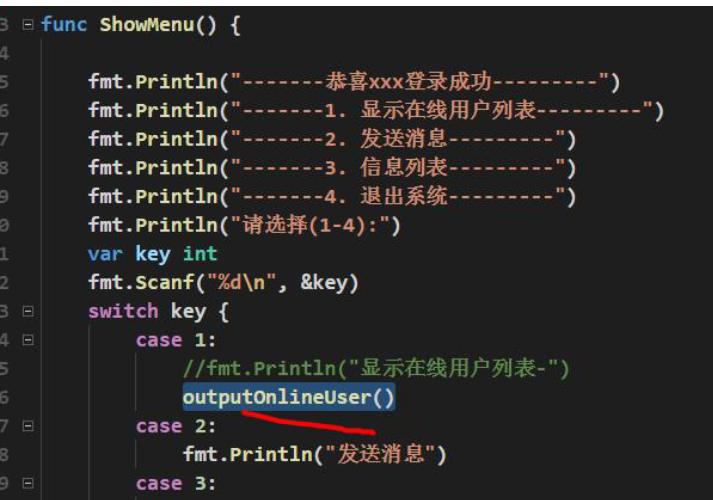 3 func ShowMenu() {
4
5 fmt.Println("-------恭喜xxx登录成功---------")
6 fmt.Println("-------1. 显示在线用户列表---------")
7 fmt.Println("-------2. 发送消息---------")
8 fmt.Println("-------3. 信息列表---------")
9 fmt.Println("-------4. 退出系统---------")
0 fmt.Println("请选择(1-4):")
1 var key int
2 fmt.Scanf("%d\n", &key)
3 switch key {
4 case 1:
5 //fmt.Println("显示在线用户列表-")
6 outputOnlineUser()
7 case 2:
8 fmt.Println("发送消息")
9 case 3: